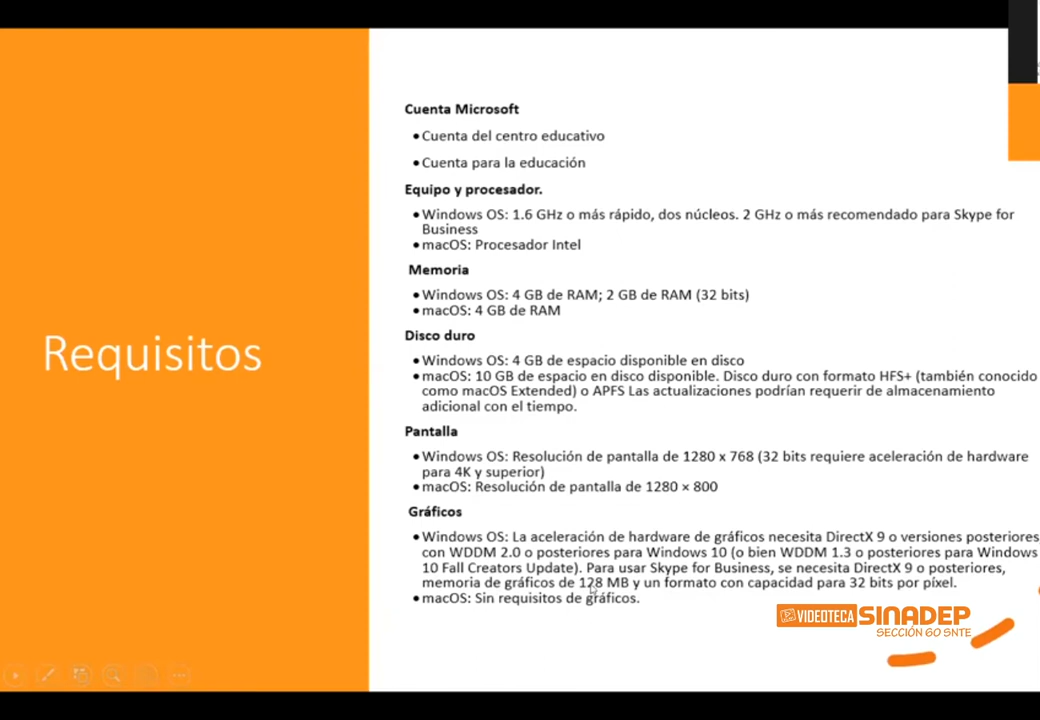 Requisitos
Cuenta Microsoft
•Cuenta del centro educativo
•Cuenta para la educación
Equipo y procesador.
•Windows OS: 1.6 GHz o más rápido, dos núcleos. 2 GHz o más recomendado para Skype for
Business
•macOS: Procesador Intel
Memoria
•Windows OS: 4 GB de RAM; 2 GB de RAM (32 bits)
•macOS: 4 GB de RAM
Disco duro
•Windows OS: 4 GB de espacio disponible en disco
•macOS: 10 GB de espacio en disco disponible. Disco duro con formato HFS+ (también conocido
como macOS Extended) o APFS Las actualizaciones podrían requerir de almacenamiento
adicional con el tiempo.
Pantalla
•Windows OS: Resolución de pantalla de 1280 x 768 (32 bits requiere aceleración de hardware
para 4K y superior)
•macOS: Resolución de pantalla de 1280 × 800
Gráficos
•Windows OS: La aceleración de hardware de gráficos necesita DirectX 9 o versiones posteriores,
con WDDM 2.0 o posteriores para Windows 10 (o bien WDDM 1.3 o posteriores para Windows
10 Fall Creators Update). Para usar Skype for Business, se necesita DirectX 9 o posteriores,
memoria de gráficos de 128 MB y un formato con capacidad para 32 bits por píxel.
•macOS: Sin requisitos de gráficos.
VIDEOTECA SINADEP
SECCIÓN 60 SNTE